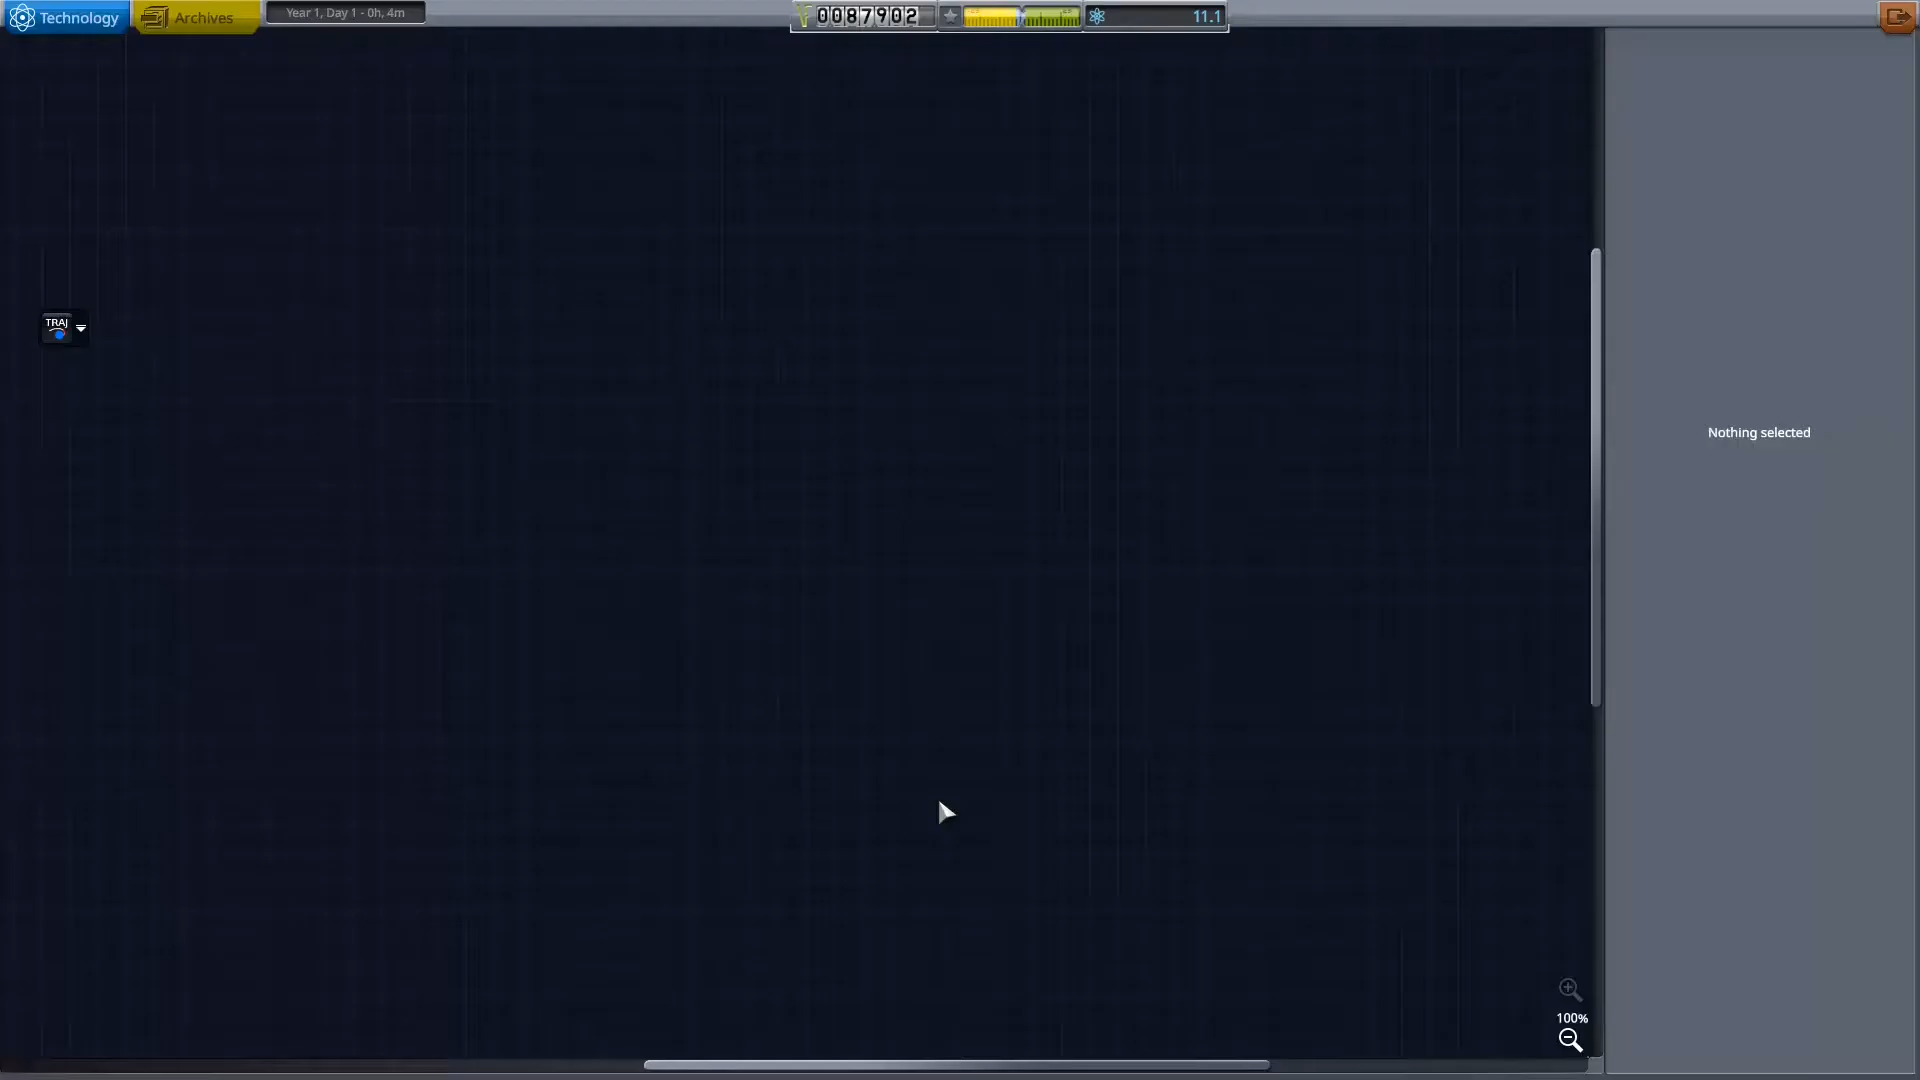 Technology
Archives
Year 1, Day 1 - 0h, 4m
0087902
11.1
TRAJ
Nothing selected
100%